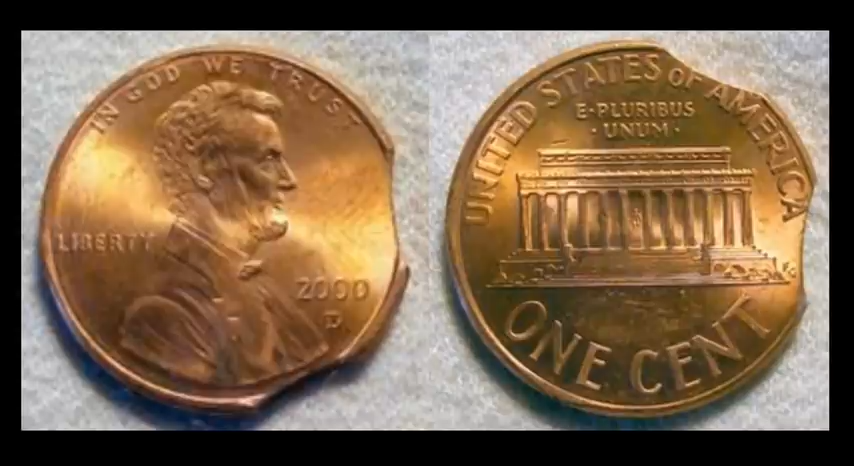 IN GOD WE TRUST
LIBERTY
2000
D
UNITED STATES OF AMERICA
E·PLURIBUS
·UNUM·
ONE CENT